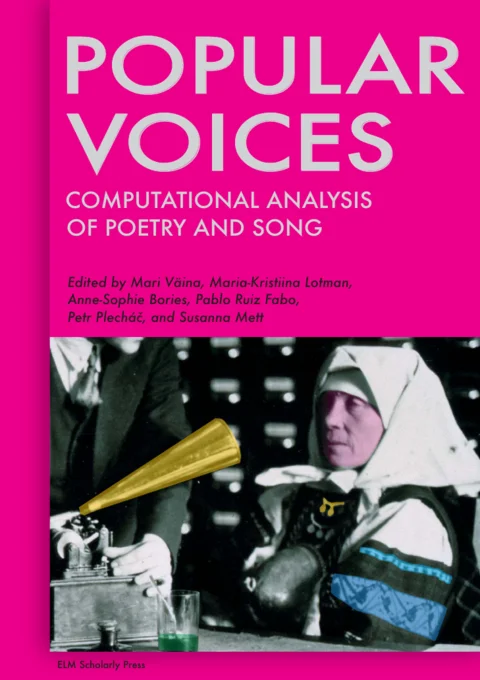 POPULAR
VOICES
COMPUTATIONAL ANALYSIS
OF POETRY AND SONG
Edited by Mari Väina, Maria-Kristiina Lotman,
Anne-Sophie Bories, Pablo Ruiz Fabo,
Petr Plecháč, and Susanna Mett
ELM Scholarly Press